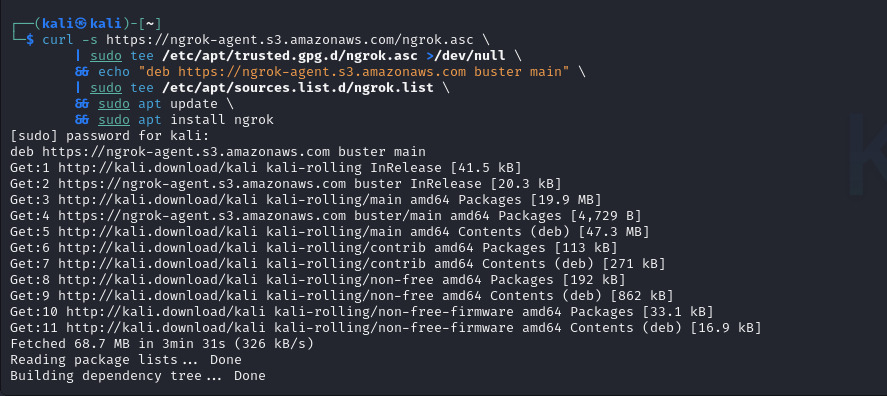 ┌──(kali㉿kali)-[~]
└─$ curl -s https://ngrok-agent.s3.amazonaws.com/ngrok.asc \
| sudo tee /etc/apt/trusted.gpg.d/ngrok.asc >/dev/null \
&& echo "deb https://ngrok-agent.s3.amazonaws.com buster main" \
| sudo tee /etc/apt/sources.list.d/ngrok.list \
&& sudo apt update \
&& sudo apt install ngrok
[sudo] password for kali:
deb https://ngrok-agent.s3.amazonaws.com buster main
Get:1 http://kali.download/kali kali-rolling InRelease [41.5 kB]
Get:2 https://ngrok-agent.s3.amazonaws.com buster InRelease [20.3 kB]
Get:3 http://kali.download/kali kali-rolling/main amd64 Packages [19.9 MB]
Get:4 https://ngrok-agent.s3.amazonaws.com buster/main amd64 Packages [4,729 B]
Get:5 http://kali.download/kali kali-rolling/main amd64 Contents (deb) [47.3 MB]
Get:6 http://kali.download/kali kali-rolling/contrib amd64 Packages [113 kB]
Get:7 http://kali.download/kali kali-rolling/contrib amd64 Contents (deb) [271 kB]
Get:8 http://kali.download/kali kali-rolling/non-free amd64 Packages [192 kB]
Get:9 http://kali.download/kali kali-rolling/non-free amd64 Contents (deb) [862 kB]
Get:10 http://kali.download/kali kali-rolling/non-free-firmware amd64 Packages [33.1 kB]
Get:11 http://kali.download/kali kali-rolling/non-free-firmware amd64 Contents (deb) [16.9 kB]
Fetched 68.7 MB in 3min 31s (326 kB/s)
Reading package lists... Done
Building dependency tree... Done